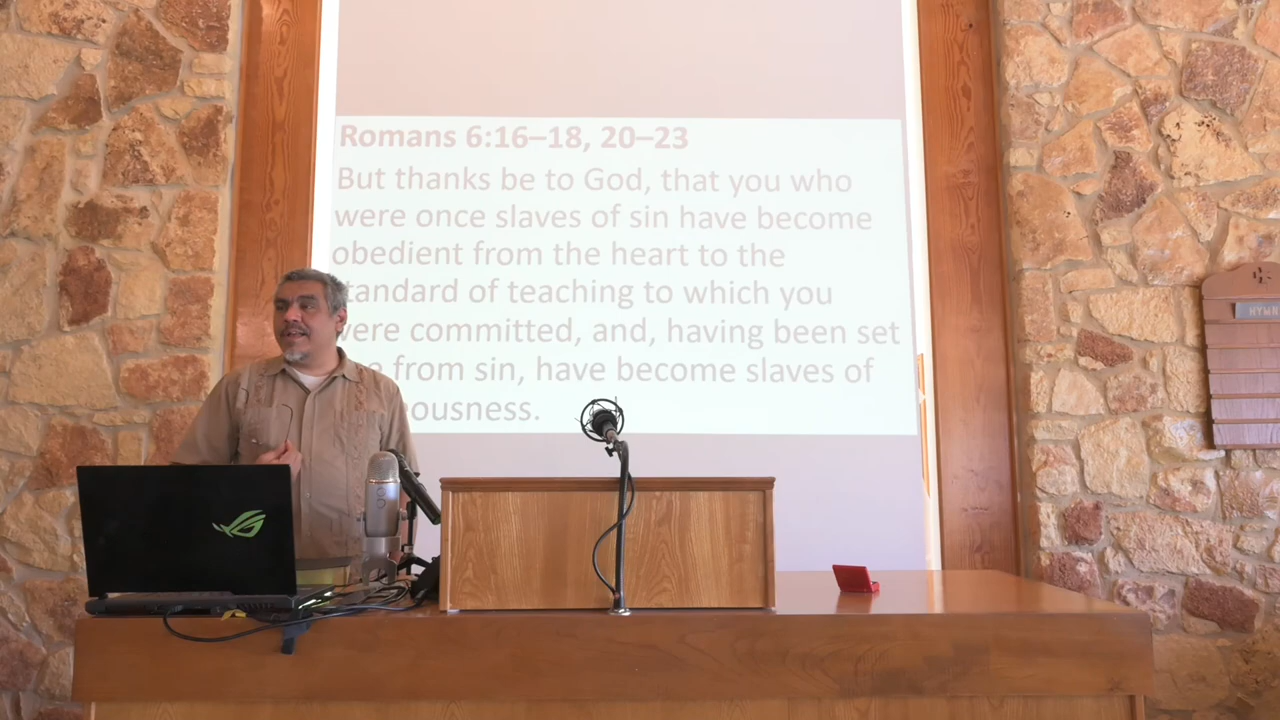 Romans 6:16–18, 20–23
But thanks be to God, that you who
were once slaves of sin have become
obedient from the heart to the
tandard of teaching to which you
were committed, and, having been set
from sin, have become slaves of
ousness.
HYMN